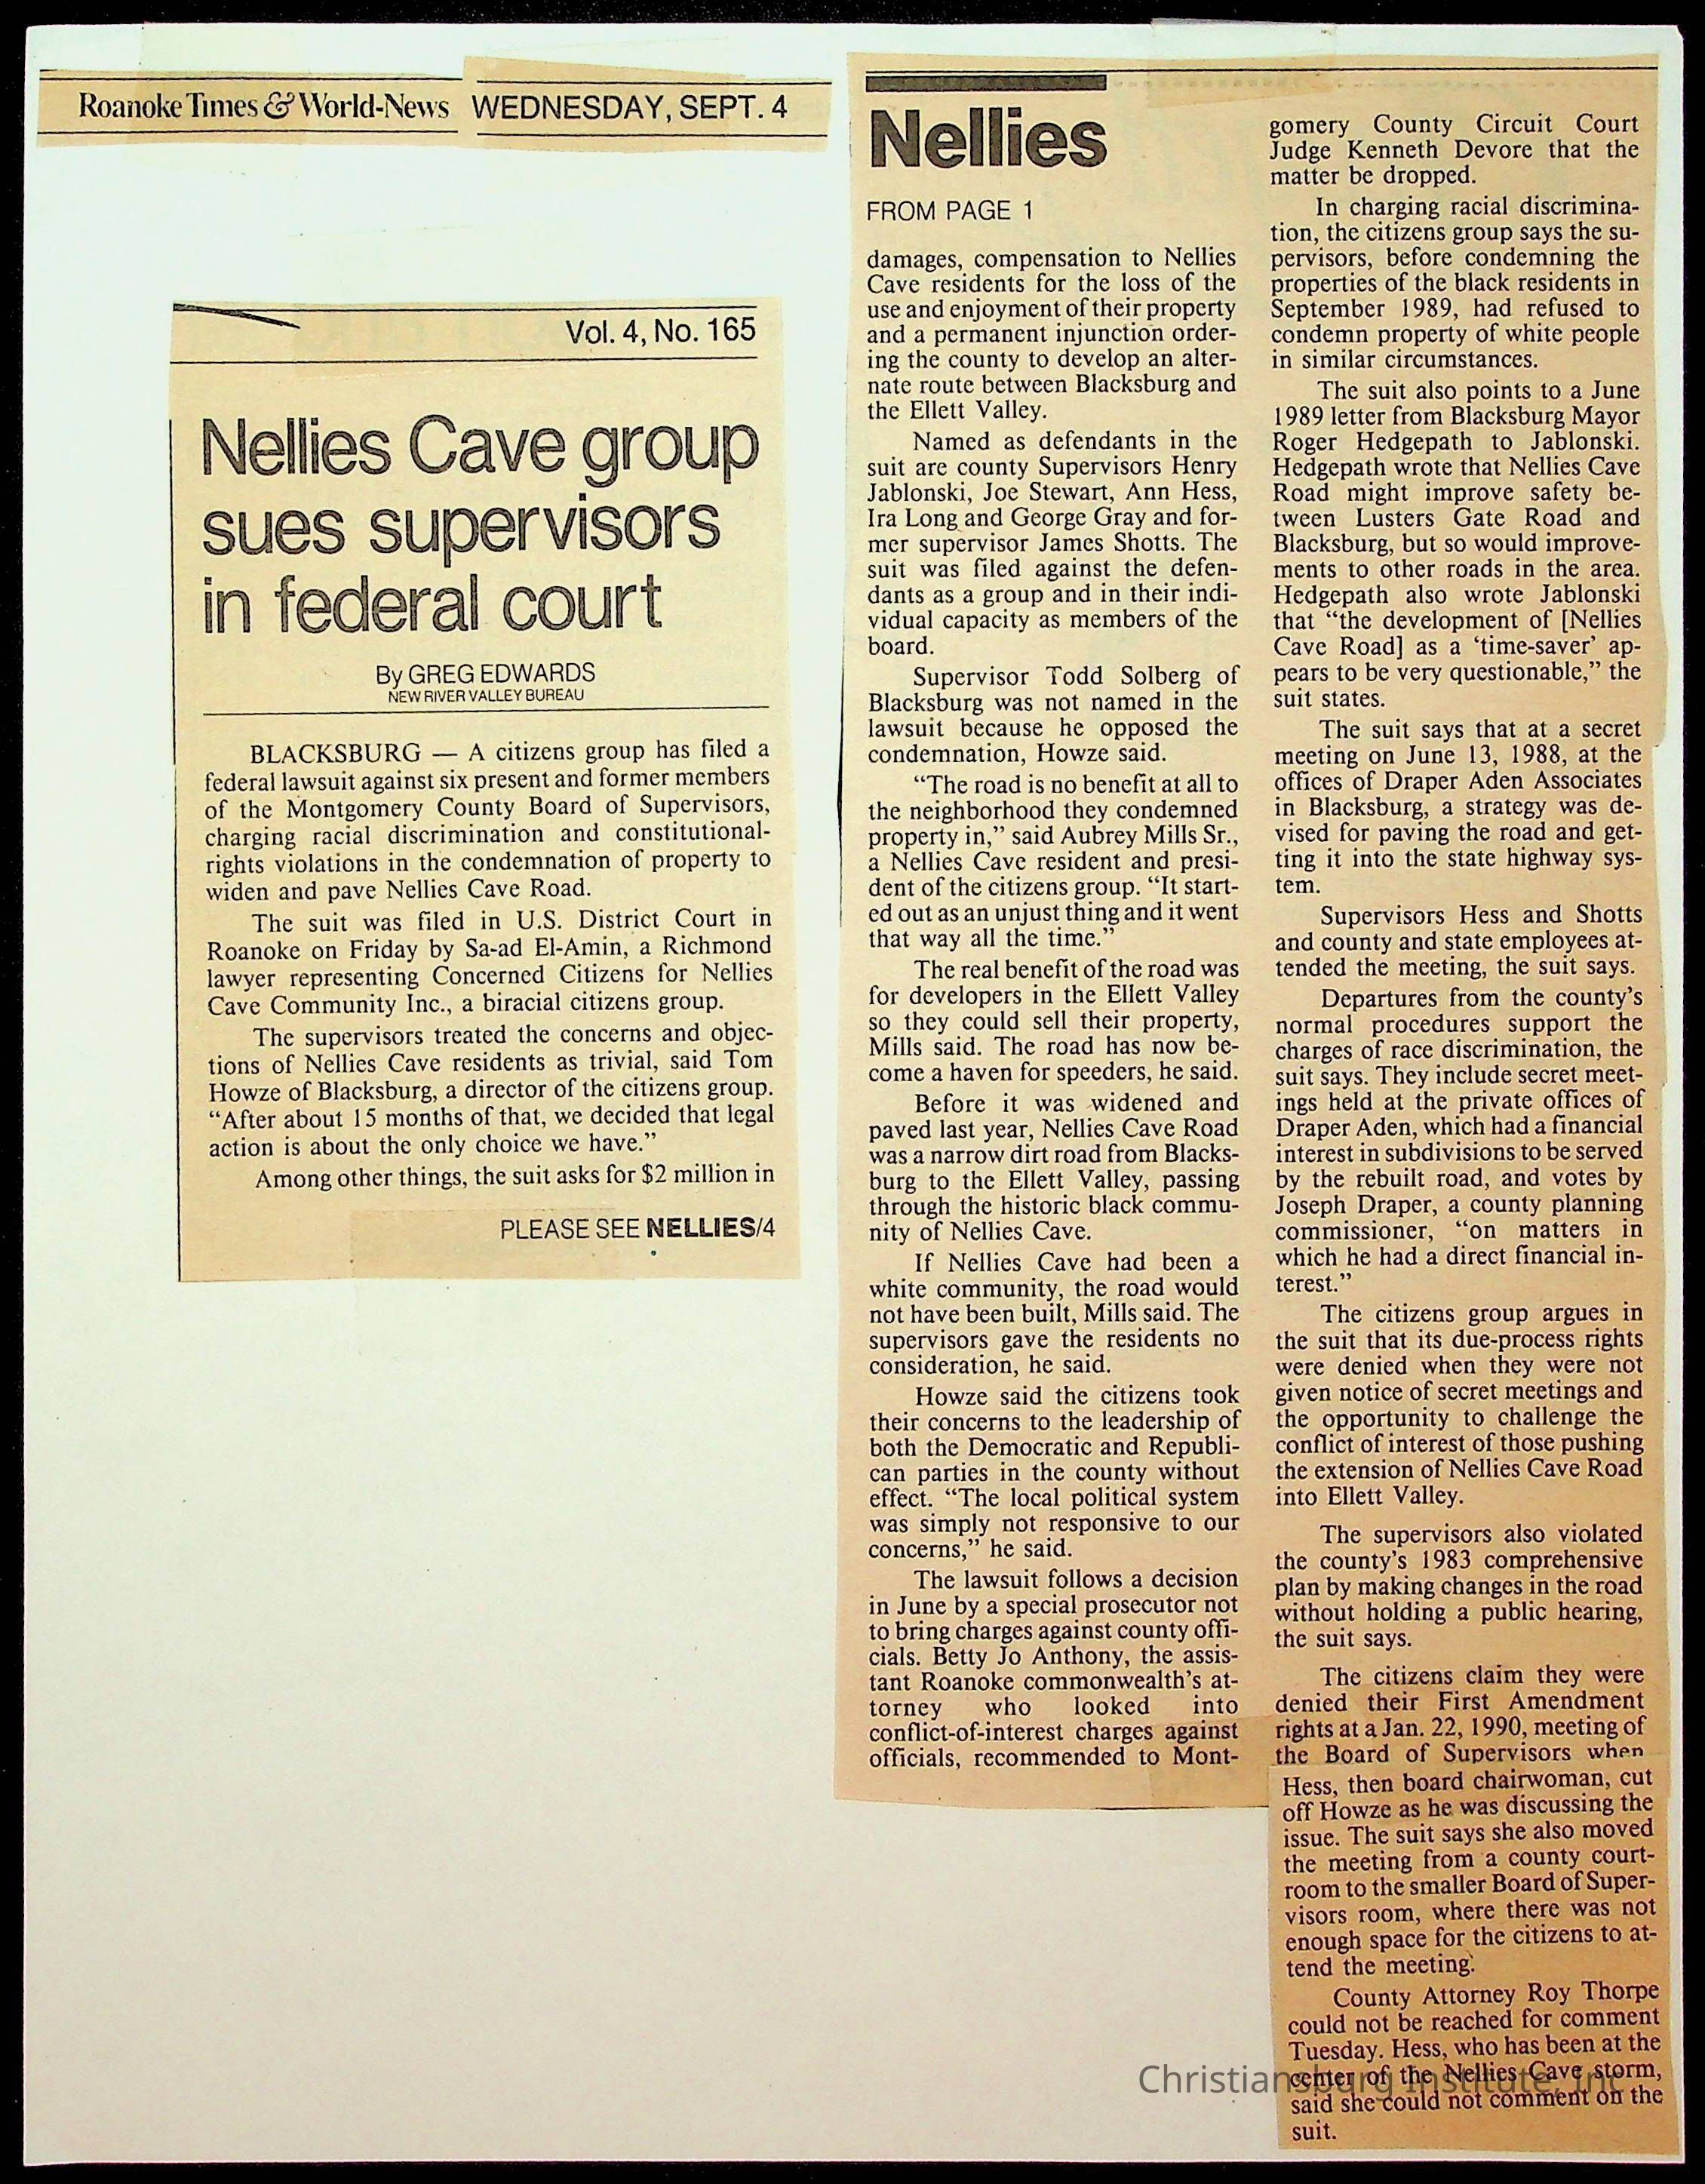 Roanoke Times & World-News WEDNESDAY, SEPT. 4
Vol. 4, No. 165
Nellies Cave group
sues supervisors
in federal court
By GREG EDWARDS
NEW RIVER VALLEY BUREAU
BLACKSBURG — A citizens group has filed a
federal lawsuit against six present and former members
of the Montgomery County Board of Supervisors,
charging racial discrimination and constitutional-
rights violations in the condemnation of property to
widen and pave Nellies Cave Road.
The suit was filed in U.S. District Court in
Roanoke on Friday by Sa-ad El-Amin, a Richmond
lawyer representing Concerned Citizens for Nellies
Cave Community Inc., a biracial citizens group.
The supervisors treated the concerns and objec-
tions of Nellies Cave residents as trivial, said Tom
Howze of Blacksburg, a director of the citizens group.
“After about 15 months of that, we decided that legal
action is about the only choice we have.”
Among other things, the suit asks for $2 million in
PLEASE SEE NELLIES/4
Nellies
FROM PAGE 1
damages, compensation to Nellies
Cave residents for the loss of the
use and enjoyment of their property
and a permanent injunction order-
ing the county to develop an alter-
nate route between Blacksburg and
the Ellett Valley.
Named as defendants in the
suit are county Supervisors Henry
Jablonski, Joe Stewart, Ann Hess,
Ira Long and George Gray and for-
mer supervisor James Shotts. The
suit was filed against the defen-
dants as a group and in their indi-
vidual capacity as members of the
board.
Supervisor Todd Solberg of
Blacksburg was not named in the
lawsuit because he opposed the
condemnation, Howze said.
“The road is no benefit at all to
the neighborhood they condemned
property in,” said Aubrey Mills Sr.,
a Nellies Cave resident and presi-
dent of the citizens group. “It start-
ed out as an unjust thing and it went
that way all the time.”
The real benefit of the road was
for developers in the Ellett Valley
so they could sell their property,
Mills said. The road has now be-
come a haven for speeders, he said.
Before it was widened and
paved last year, Nellies Cave Road
was a narrow dirt road from Blacks-
burg to the Ellett Valley, passing
through the historic black commu-
nity of Nellies Cave.
If Nellies Cave had been a
white community, the road would
not have been built, Mills said. The
supervisors gave the residents no
consideration, he said.
Howze said the citizens took
their concerns to the leadership of
both the Democratic and Republi-
can parties in the county without
effect. “The local political system
was simply not responsive to our
concerns,” he said.
The lawsuit follows a decision
in June by a special prosecutor not
to bring charges against county offi-
cials. Betty Jo Anthony, the assis-
tant Roanoke commonwealth’s at-
torney who looked into
conflict-of-interest charges against
officials, recommended to Mont-
gomery County Circuit Court
Judge Kenneth Devore that the
matter be dropped.
In charging racial discrimina-
tion, the citizens group says the su-
pervisors, before condemning the
properties of the black residents in
September 1989, had refused to
condemn property of white people
in similar circumstances.
The suit also points to a June
1989 letter from Blacksburg Mayor
Roger Hedgepath to Jablonski.
Hedgepath wrote that Nellies Cave
Road might improve safety be-
tween Lusters Gate Road and
Blacksburg, but so would improve-
ments to other roads in the area.
Hedgepath also wrote Jablonski
that “the development of [Nellies
Cave Road] as a ‘time-saver’ ap-
pears to be very questionable,” the
suit states.
The suit says that at a secret
meeting on June 13, 1988, at the
offices of Draper Aden Associates
in Blacksburg, a strategy was de-
vised for paving the road and get-
ting it into the state highway sys-
tem.
Supervisors Hess and Shotts
and county and state employees at-
tended the meeting, the suit says.
Departures from the county’s
normal procedures support the
charges of race discrimination, the
suit says. They include secret meet-
ings held at the private offices of
Draper Aden, which had a financial
interest in subdivisions to be served
by the rebuilt road, and votes by
Joseph Draper, a county planning
commissioner, “on matters in
which he had a direct financial in-
terest.”
The citizens group argues in
the suit that its due-process rights
were denied when they were not
given notice of secret meetings and
the opportunity to challenge the
conflict of interest of those pushing
the extension of Nellies Cave Road
into Ellett Valley.
The supervisors also violated
the county’s 1983 comprehensive
plan by making changes in the road
without holding a public hearing,
the suit says.
The citizens claim they were
denied their First Amendment
rights at a Jan. 22, 1990, meeting of
the Board of Supervisors when
Hess, then board chairwoman, cut
off Howze as he was discussing the
issue. The suit says she also moved
the meeting from a county court-
room to the smaller Board of Super-
visors room, where there was not
enough space for the citizens to at-
tend the meeting.
County Attorney Roy Thorpe
could not be reached for comment
Tuesday. Hess, who has been at the
center of the Nellies Cave storm,
said she could not comment on the
suit.
Christiansburg Institute, Inc